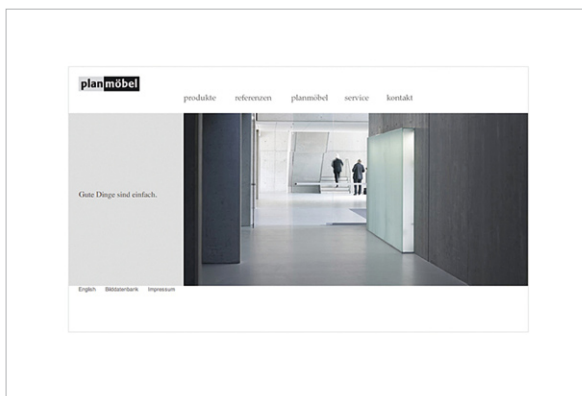 planmöbel
produkte referenzen planmöbel service kontakt
Gute Dinge sind einfach.
English Bilddatenbank Impressum